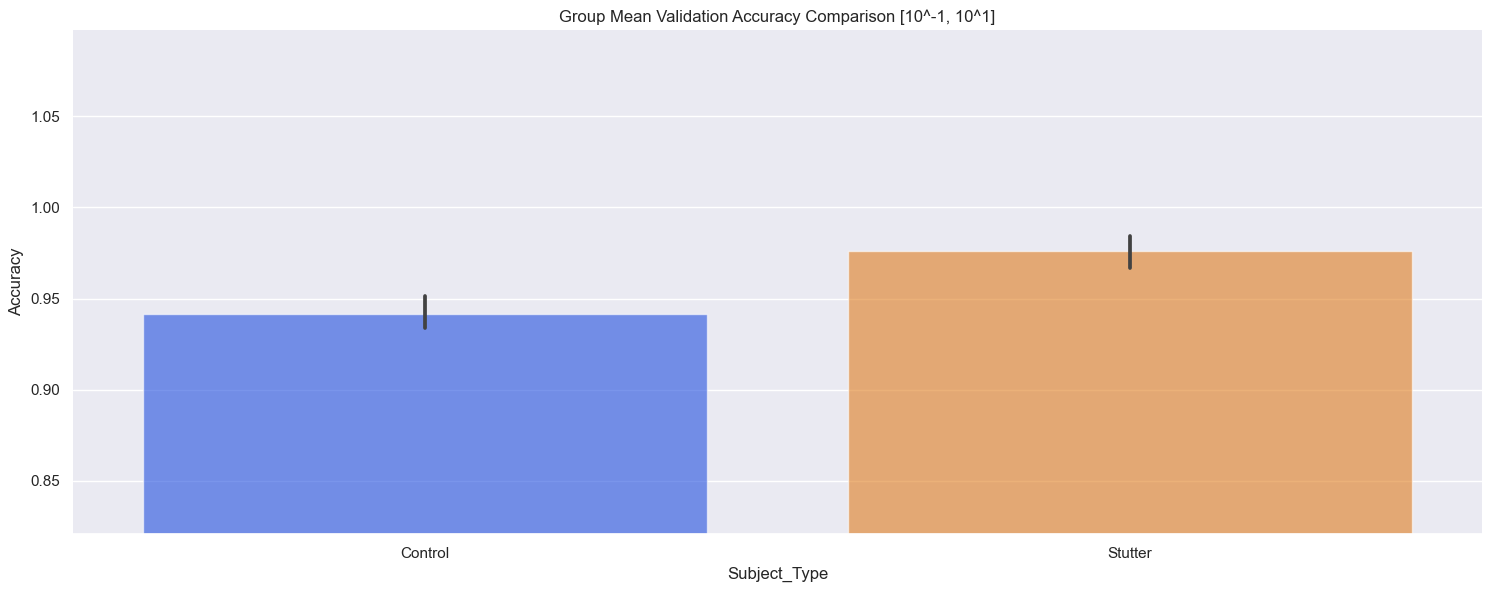 Group Mean Validation Accuracy Comparison [10^-1, 10^1]
1.05
1.00
0.95
0.90
0.85
Accuracy
Control
Stutter
Subject_Type